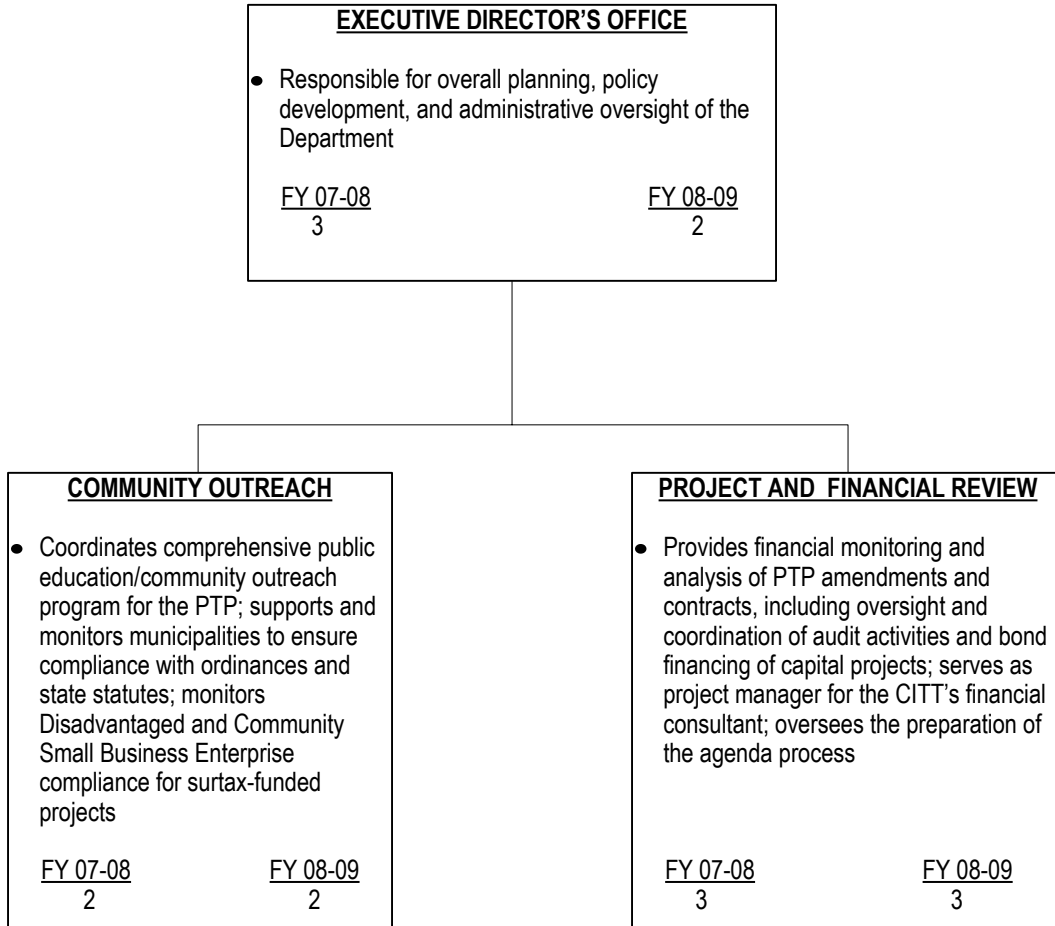 EXECUTIVE DIRECTOR’S OFFICE
• Responsible for overall planning, policy
development, and administrative oversight of the
Department
FY 07-08 FY 08-09
3 2
COMMUNITY OUTREACH
• Coordinates comprehensive public
education/community outreach
program for the PTP; supports and
monitors municipalities to ensure
compliance with ordinances and
state statutes; monitors
Disadvantaged and Community
Small Business Enterprise
compliance for surtax-funded
projects
FY 07-08 FY 08-09
2 2
PROJECT AND FINANCIAL REVIEW
• Provides financial monitoring and
analysis of PTP amendments and
contracts, including oversight and
coordination of audit activities and bond
financing of capital projects; serves as
project manager for the CITT’s financial
consultant; oversees the preparation of
the agenda process
FY 07-08 FY 08-09
3 3